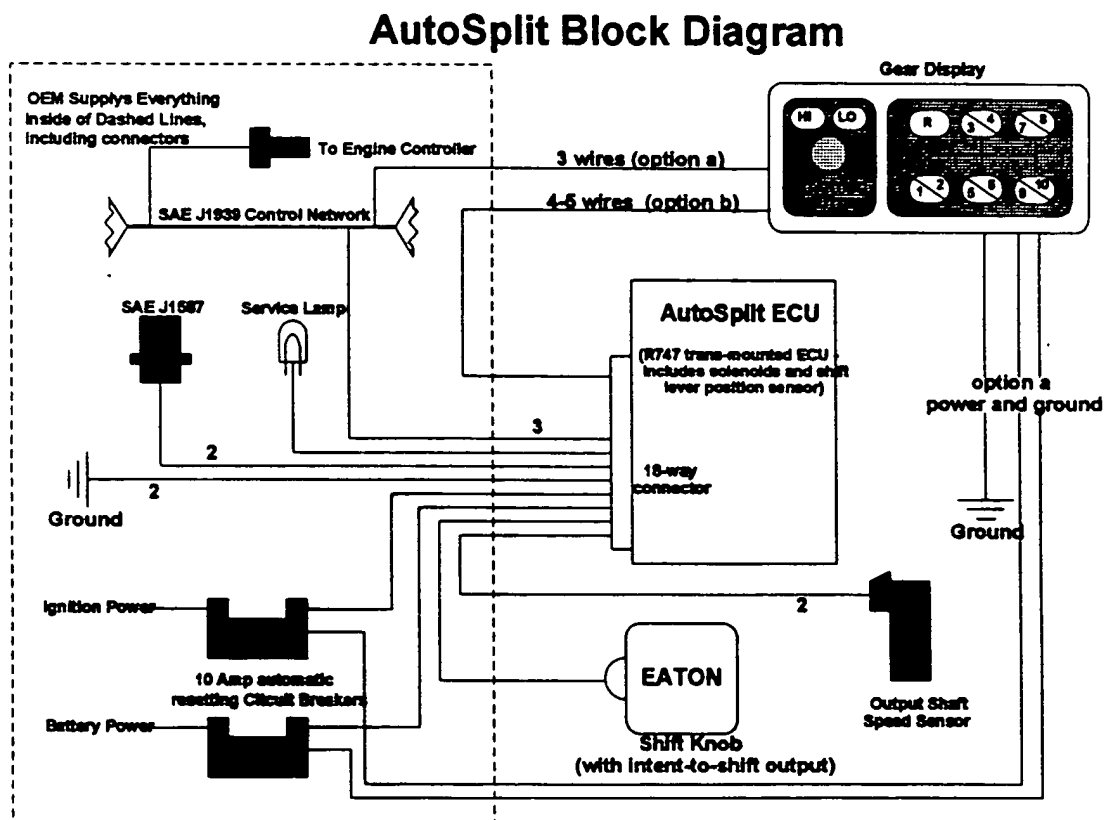 AutoSplit Block Diagram
Gear Display
OEM Supplys Everything
Inside of Dashed Lines,
including connectors
To Engine Controller
HI LO
R 3 4 7 8
1 2 5 6 9 10
3 wires (option a)
4-5 wires (option b)
SAE J1939 Control Network
SAE J1587
Service Lamp
AutoSplit ECU
(R747 trans-mounted ECU -
includes solenoids and shift
lever position sensor)
option a
power and ground
3
2
18-way
connector
2
Ground
Ground
Ignition Power
2
10 Amp automatic
resetting Citcuit Breakers
EATON
Battery Power
Output Shaft
Speed Sensor
Shift Knob
(with intent-to-shift output)